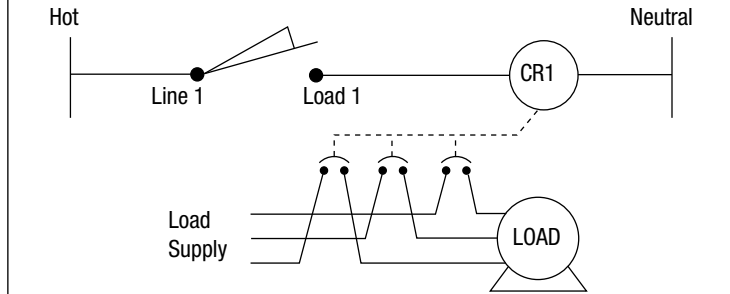 Hot
Neutral
Line 1
Load 1
CR1
Load
Supply
LOAD